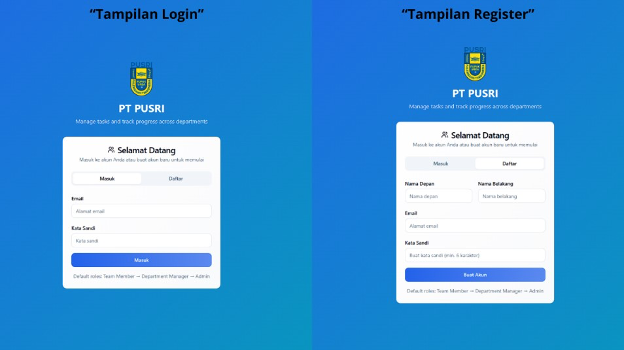 “Tampilan Login”
PUSRI
PT PUSRI
Manage tasks and track progress across departments
Selamat Datang
Masuk ke akun Anda atau buat akun baru untuk memulai
Masuk Daftar
Email
Alamat email
Kata Sandi
Kata sandi
Masuk
Default roles: Team Member → Department Manager → Admin
“Tampilan Register”
PUSRI
PT PUSRI
Manage tasks and track progress across departments
Selamat Datang
Masuk ke akun Anda atau buat akun baru untuk memulai
Masuk Daftar
Nama Depan Nama Belakang
Nama depan Nama belakang
Email
Alamat email
Kata Sandi
Buat kata sandi (min. karakter)
Buat Akun
Default roles: Team Member → Department Manager → Admin